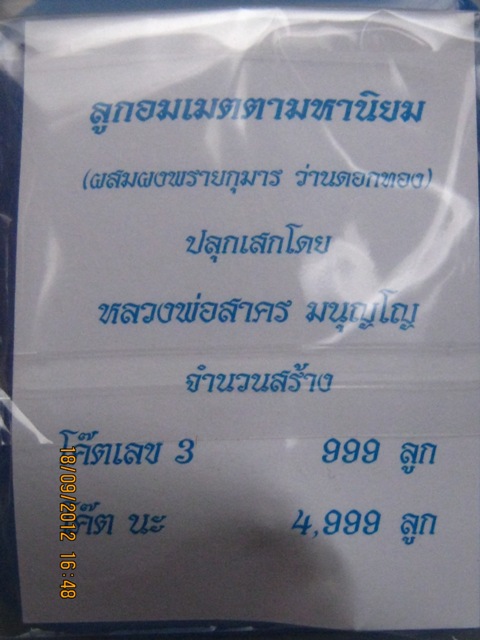 ลูกอมเมตตามหานิยม
(ผสมผงพรายกุมาร ว่านดอกทอง)
ปลุกเสกโดย
หลวงพ่อสาคร มนุญฺโญ
จำนวนสร้าง
โค๊ตเลข 3 999 ลูก
โค๊ต นะ 4,999 ลูก
18/09/2012 16:48